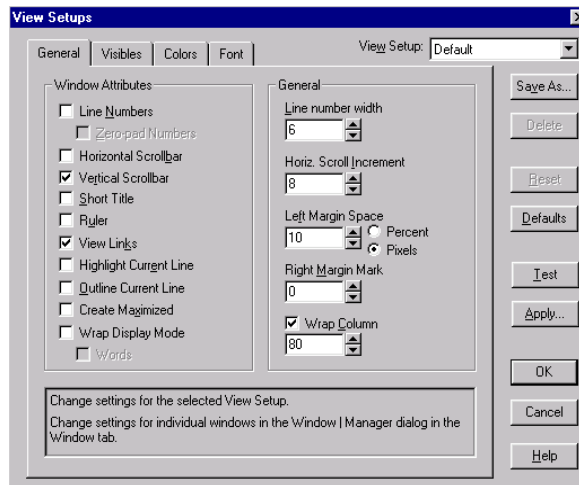 View Setups
General Visibles Colors Font
View Setup: Default
Window Attributes
Line Numbers
Zero-pad Numbers
Horizontal Scrollbar
Vertical Scrollbar
Short Title
Ruler
View Links
Highlight Current Line
Outline Current Line
Create Maximized
Wrap Display Mode
Words
General
Line number width
6
Horiz. Scroll Increment
8
Left Margin Space
10
Percent
Pixels
Right Margin Mark
0
Wrap Column
80
Save As...
Delete
Reset
Defaults
Test
Apply...
OK
Cancel
Help
Change settings for the selected View Setup.
Change settings for individual windows in the Window | Manager dialog in the
Window tab.